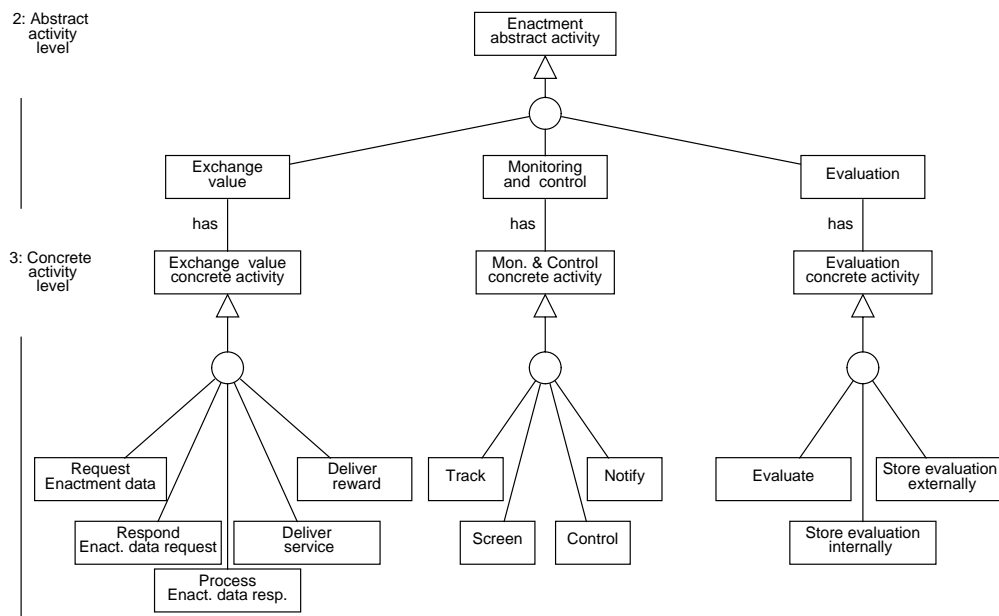 2: Abstract
activity
level
Enactment
abstract activity
Exchange
value
Monitoring
and control
Evaluation
has
has
has
3: Concrete
activity
level
Exchange value
concrete activity
Mon. & Control
concrete activity
Evaluation
concrete activity
Request
Enactment data
Deliver
reward
Track
Notify
Evaluate
Store evaluation
externally
Respond
Enact. data request
Deliver
service
Screen
Control
Store evaluation
internally
Process
Enact. data resp.